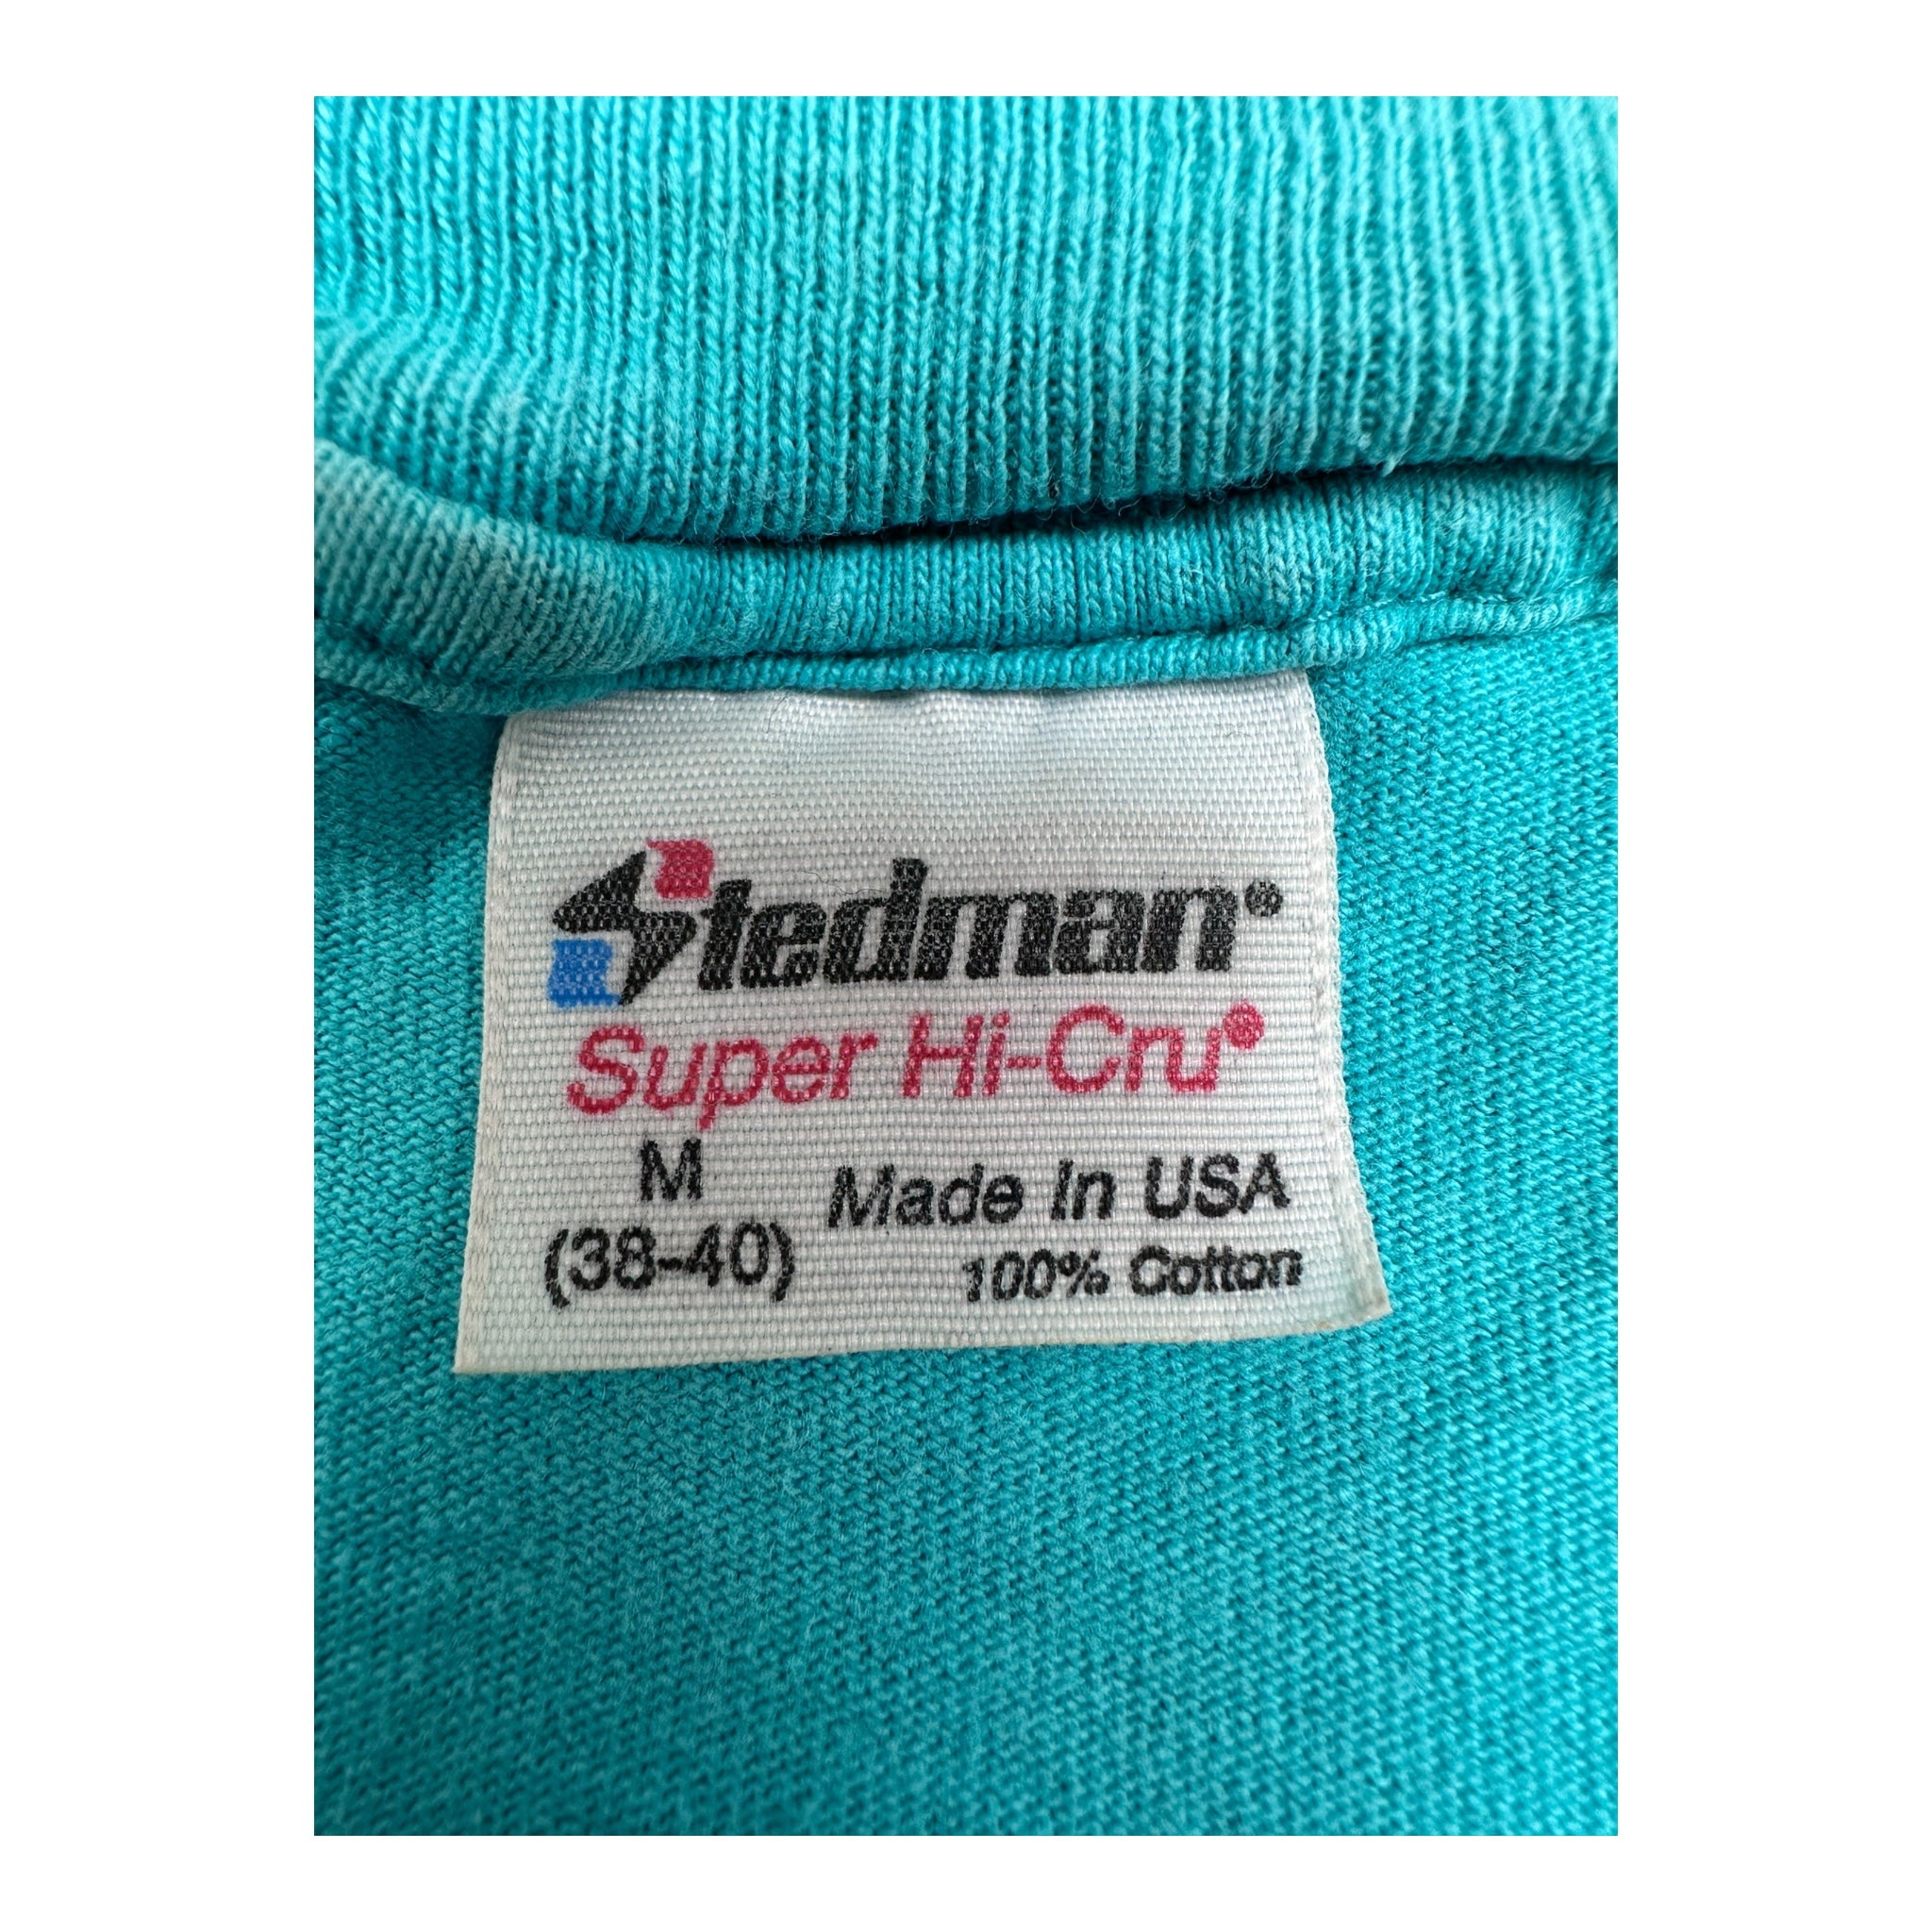 Stedman®
Super Hi-Cru®
M
(38-40)
Made In USA
100% Cotton